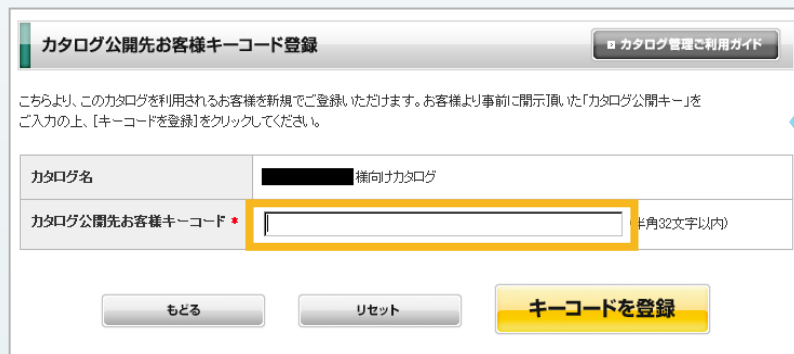 カタログ公開先お客様キーコード登録
カタログ管理ご利用ガイド
こちらより、このカタログを利用されるお客様を新規でご登録いただけます。お客様より事前に開示頂いた「カタログ公開キー」を
ご入力の上、[キーコードを登録]をクリックしてください。
カタログ名
様向けカタログ
カタログ公開先お客様キーコード *
半角32文字以内)
もどる
リセット
キーコードを登録